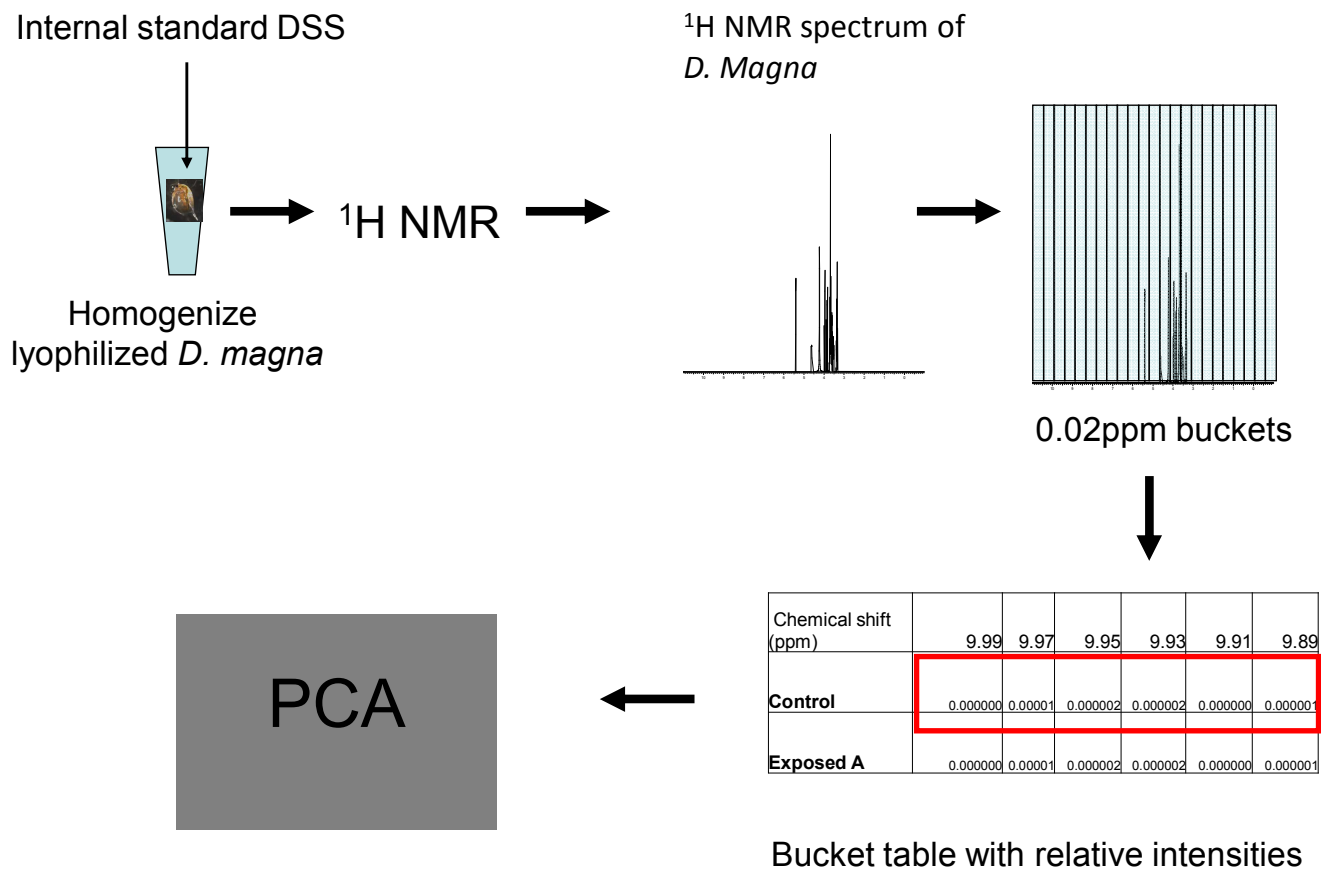 Internal standard DSS
¹H NMR spectrum of
D. Magna
¹H NMR
Homogenize
lyophilized D. magna
0.02ppm buckets
Chemical shift
(ppm) 9.99 9.97 9.95 9.93 9.91 9.89
Control 0.000000 0.00001 0.000002 0.000002 0.000000 0.000001
Exposed A 0.000000 0.00001 0.000002 0.000002 0.000000 0.000001
PCA
Bucket table with relative intensities